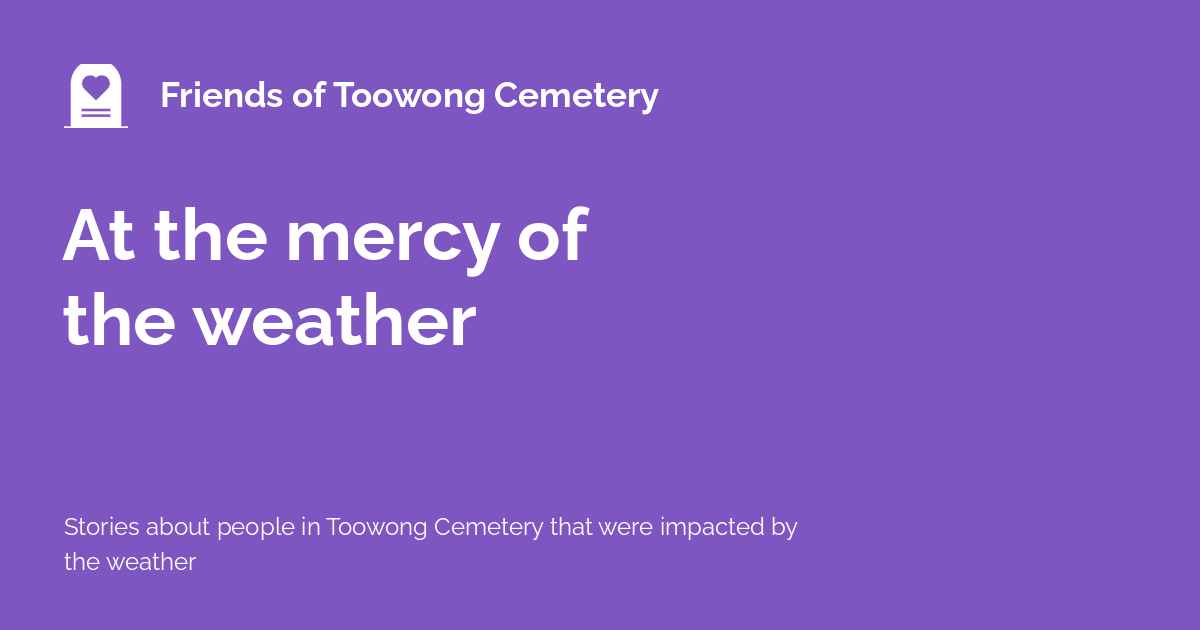 Friends of Toowong Cemetery
At the mercy of
the weather
Stories about people in Toowong Cemetery that were impacted by
the weather